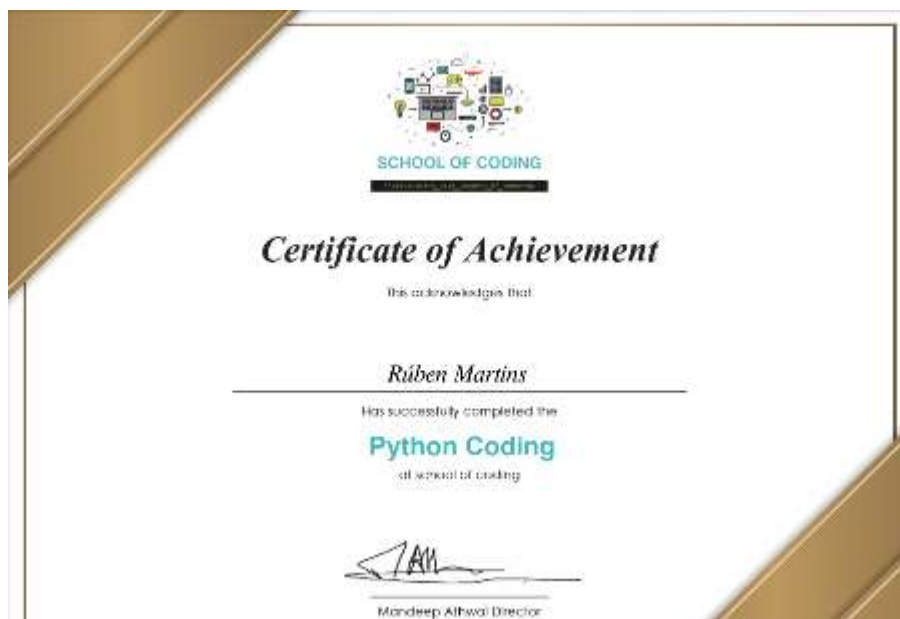 SCHOOL OF CODING
Certificate of Achievement
This acknowledges that
Rúben Martins
Has successfully completed the
Python Coding
at school of coding
Mandeep Athwal Director